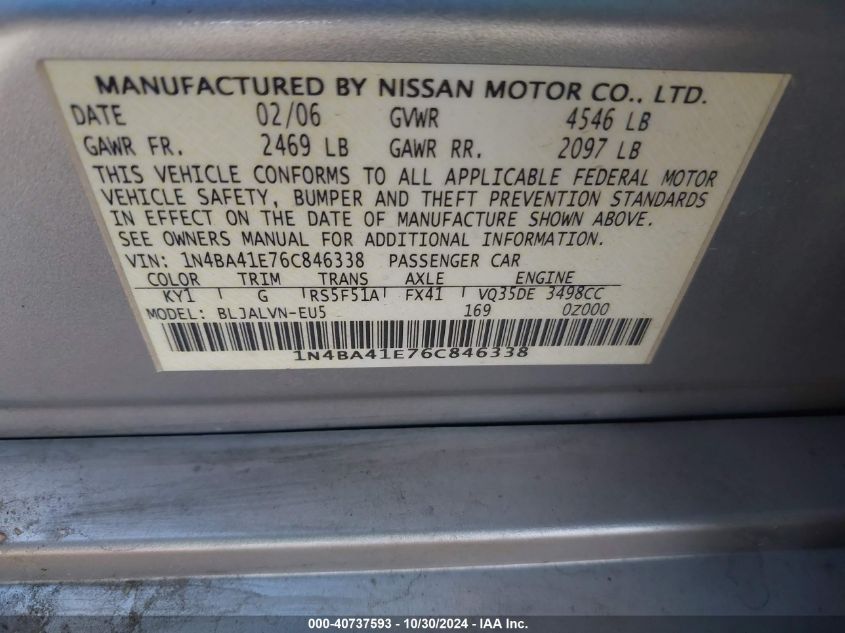 MANUFACTURED BY NISSAN MOTOR CO., LTD.
DATE 02/06 GVWR 4546 LB
GAWR FR. 2469 LB GAWR RR. 2097 LB
THIS VEHICLE CONFORMS TO ALL APPLICABLE FEDERAL MOTOR
VEHICLE SAFETY, BUMPER AND THEFT PREVENTION STANDARDS
IN EFFECT ON THE DATE OF MANUFACTURE SHOWN ABOVE.
SEE OWNERS MANUAL FOR ADDITIONAL INFORMATION.
VIN: 1N4BA41E76C846338 PASSENGER CAR
COLOR TRIM TRANS AXLE ENGINE
KY1 G RS5F51A FX41 VQ35DE 3498CC
MODEL: BLJALVN-EU5 169 0Z000
1N4BA41E76C846338
000-40737593 - 10/30/2024 - IAA Inc.